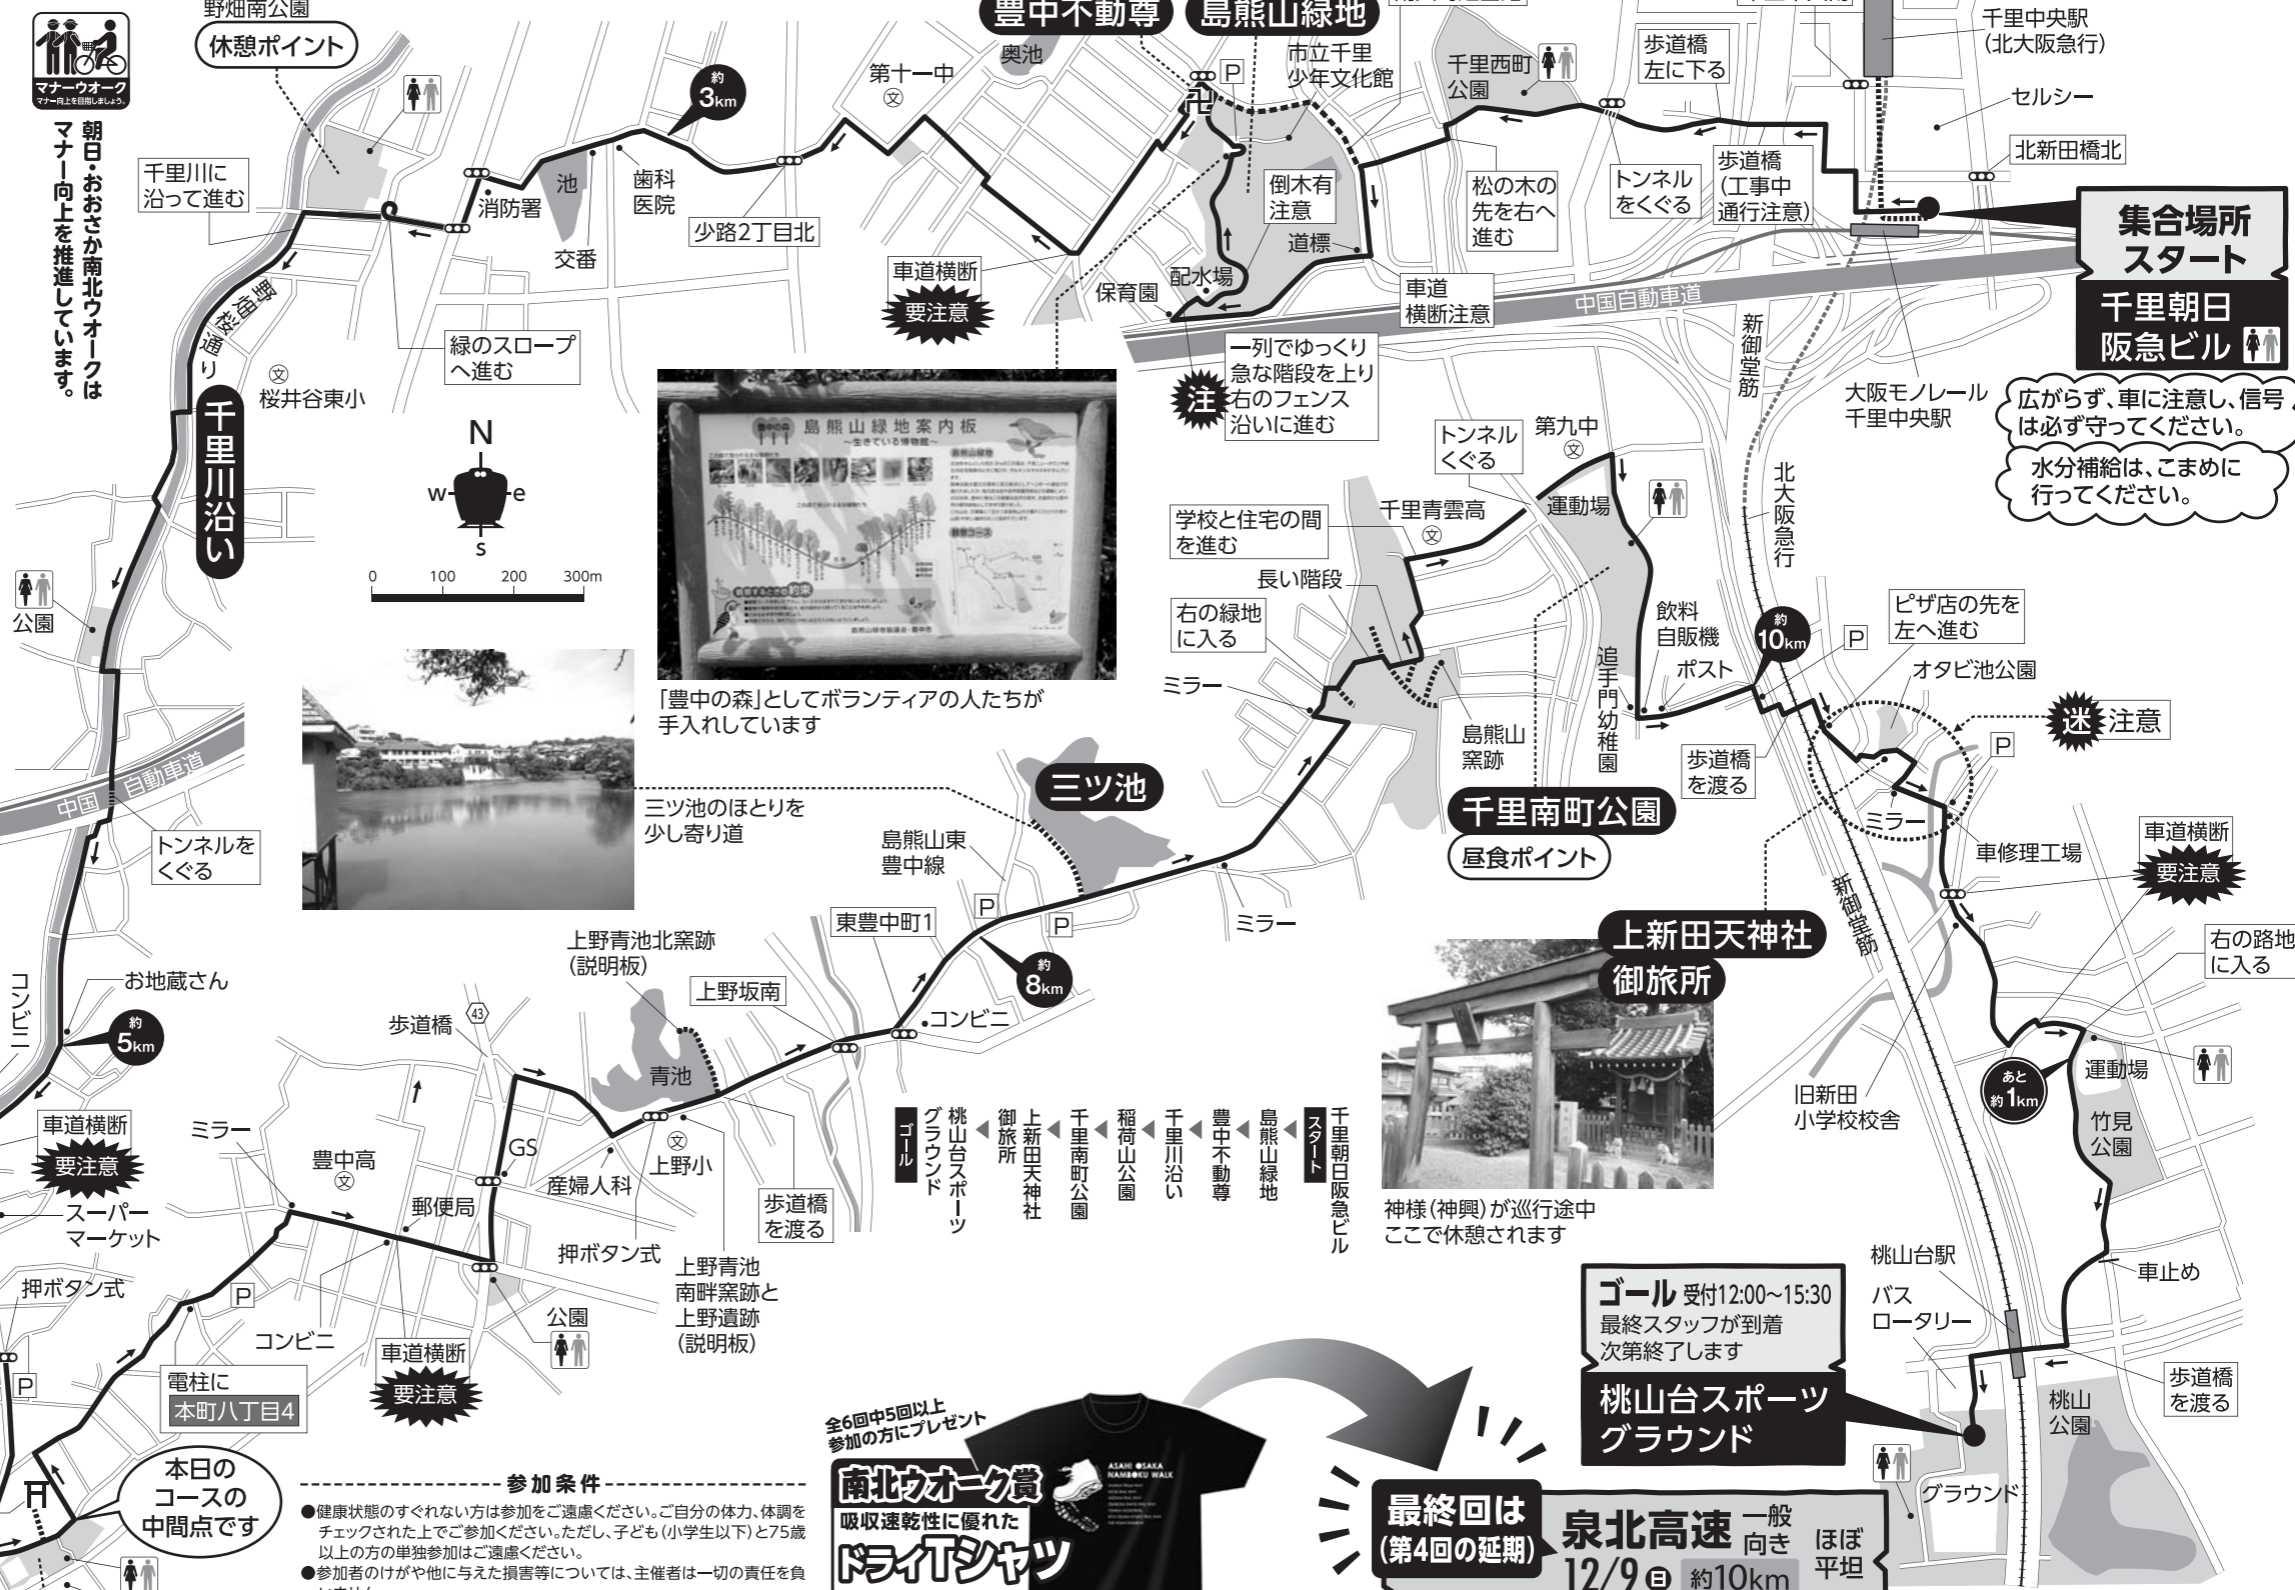 野畑南公園
休憩ポイント
マナーウオーク
マナー向上を目指しましょう。
朝日・おおさか南北ウオークは
マナー向上を推進しています。
豊中不動尊
島熊山緑地
奥池
第十一中
文
約
3km
市立千里
少年文化館
P
千里西町
公園
歩道橋
左に下る
千里中央駅
(北大阪急行)
セルシー
北新田橋北
千里川に
沿って進む
消防署
池
交番
歯科
医院
少路2丁目北
車道横断
要注意
倒木有
注意
道標
配水場
保育園
松の木の
先を右へ
進む
トンネル
をくぐる
歩道橋
(工事中
通行注意)
集合場所
スタート
千里朝日
阪急ビル
車道
横断注意
中国自動車道
新御堂筋
大阪モノレール
千里中央駅
広がらず、車に注意し、信号
は必ず守ってください。
水分補給は、こまめに
行ってください。
野畑桜通り
緑のスロープ
へ進む
文
桜井谷東小
千里川沿い
N
w
e
s
0 100 200 300m
島熊山緑地案内板
~生きている博物館~
「豊中の森」としてボランティアの人たちが
手入れしています
注
一列でゆっくり
急な階段を上り
右のフェンス
沿いに進む
トンネル
くぐる
第九中
文
運動場
北大阪急行
学校と住宅の間
を進む
千里青雲高
文
長い階段
右の緑地
に入る
ミラー
島熊山
窯跡
追手門幼稚園
飲料
自販機
ポスト
約
10km
P
ピザ店の先を
左へ進む
オタビ池公園
迷 注意
P
歩道橋
を渡る
ミラー
車修理工場
車道横断
要注意
千里南町公園
昼食ポイント
公園
中国自動車道
トンネルを
くぐる
三ツ池のほとりを
少し寄り道
三ツ池
島熊山東
豊中線
P
P
ミラー
東豊中町1
約
8km
コンビニ
上野青池北窯跡
(説明板)
上野坂南
青池
上野天神社
御旅所
新御堂筋
右の路地
に入る
コンビニ
お地蔵さん
約
5km
歩道橋
43
車道横断
要注意
ミラー
豊中高
文
郵便局
GS
産婦人科
文
上野小
歩道橋
を渡る
押ボタン式
上野青池
南畔窯跡と
上野遺跡
(説明板)
スタート
千里朝日阪急ビル
島熊山緑地
豊中不動尊
千里川沿い
稲荷山公園
千里南町公園
上新田天神社
御旅所
桃山台スポーツ
グラウンド
ゴール
神様(神輿)が巡行途中
ここで休憩されます
旧新田
小学校校舎
あと
約1km
運動場
竹見
公園
スーパー
マーケット
押ボタン式
P
P
コンビニ
車道横断
要注意
公園
電柱に
本町八丁目4
桃山台駅
バス
ロータリー
車止め
ゴール 受付12:00~15:30
最終スタッフが到着
次第終了します
桃山台スポーツ
グラウンド
桃山
公園
歩道橋
を渡る
グラウンド
本日の
コースの
中間点です
参加条件
●健康状態のすぐれない方は参加をご遠慮ください。ご自分の体力、体調を
チェックされた上でご参加ください。ただし、子ども(小学生以下)と75歳
以上の方の単独参加はご遠慮ください。
●参加者のけがや他に与えた損害等については、主催者は一切の責任を負
全6回中5回以上
参加の方にプレゼント
南北ウオーク賞
吸収速乾性に優れた
ドライTシャツ
ASAHI OSAKA
NAMBOKU WALK
最終回は
(第4回の延期)
泉北高速 一般
向き
ほぼ
平坦
12/9 日 約10km